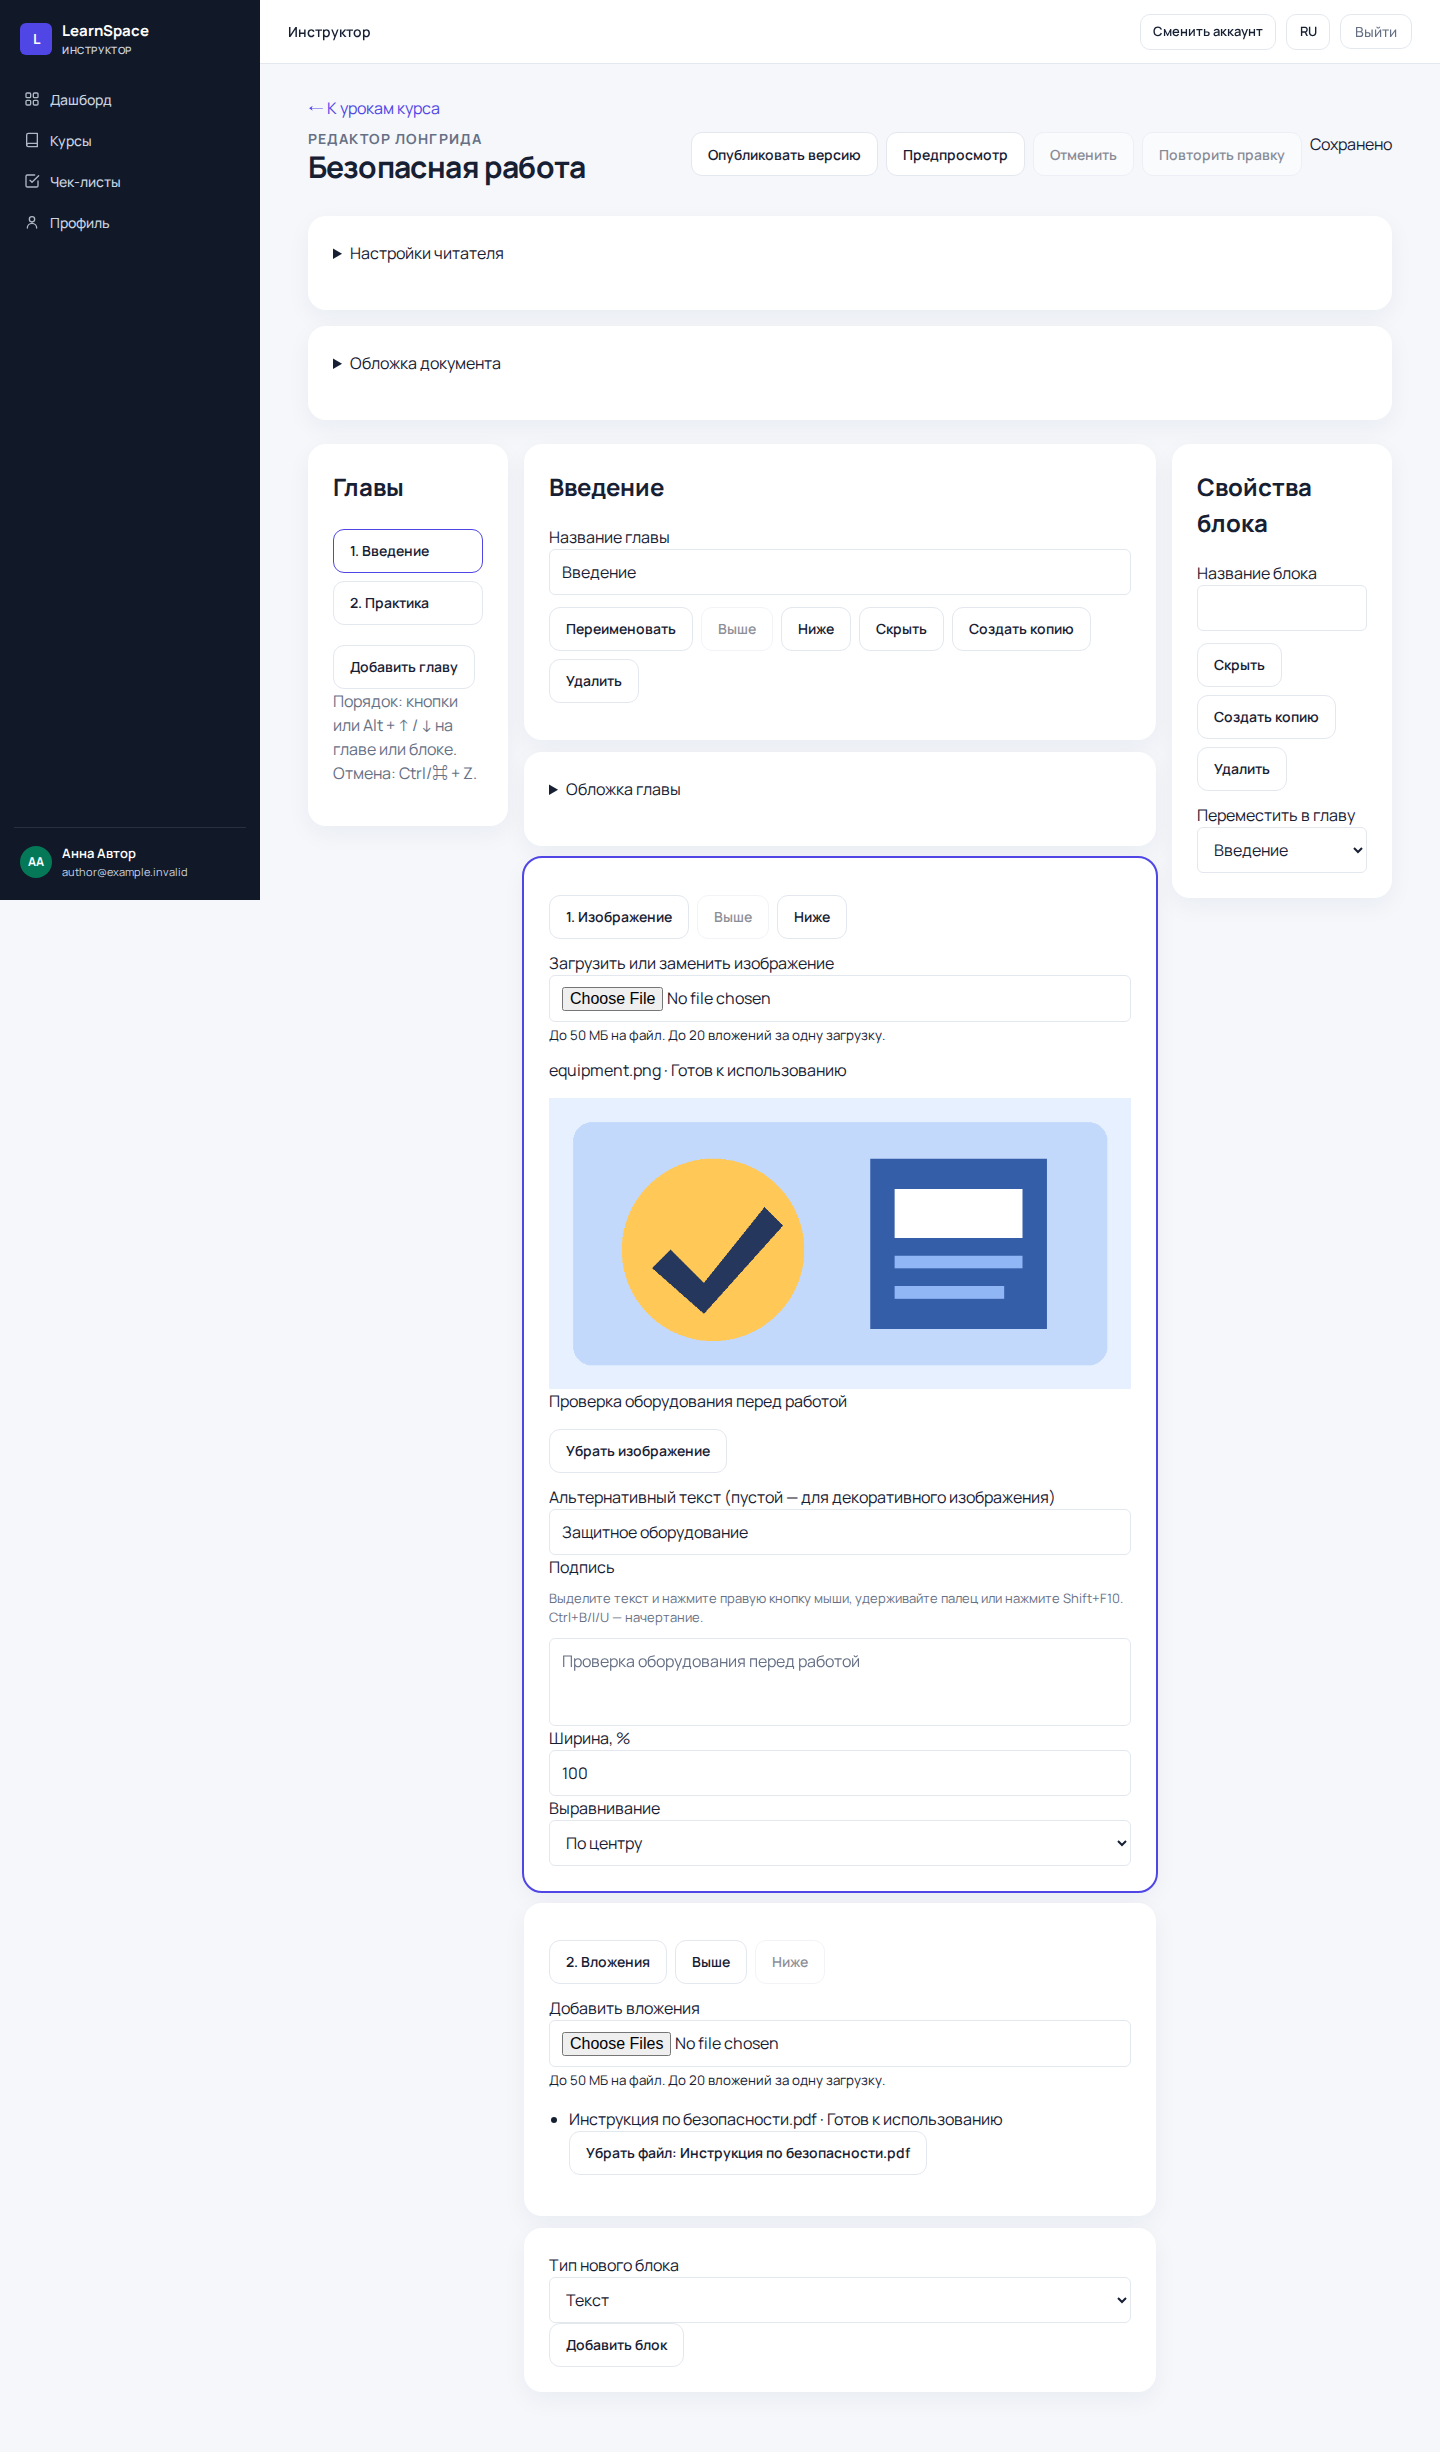 L
LearnSpace
ИНСТРУКТОР
Дашборд
Курсы
Чек-листы
Профиль
АА
Анна Автор
author@example.invalid
Инструктор
Сменить аккаунт
RU
Выйти
← К урокам курса
РЕДАКТОР ЛОНГРИДА
Безопасная работа
Опубликовать версию
Предпросмотр
Отменить
Повторить правку
Сохранено
Настройки читателя
Обложка документа
Главы
1. Введение
2. Практика
Добавить главу
Порядок: кнопки
или Alt + ↑ / ↓ на
главе или блоке.
Отмена: Ctrl/⌘ + Z.
Введение
Название главы
Введение
Переименовать
Выше
Ниже
Скрыть
Создать копию
Удалить
Обложка главы
1. Изображение
Выше
Ниже
Загрузить или заменить изображение
Choose File No file chosen
До 50 МБ на файл. До 20 вложений за одну загрузку.
equipment.png · Готов к использованию
Проверка оборудования перед работой
Убрать изображение
Альтернативный текст (пустой — для декоративного изображения)
Защитное оборудование
Подпись
Выделите текст и нажмите правую кнопку мыши, удерживайте палец или нажмите Shift+F10.
Ctrl+B/I/U — начертание.
Проверка оборудования перед работой
Ширина, %
100
Выравнивание
По центру
2. Вложения
Выше
Ниже
Добавить вложения
Choose Files No file chosen
До 50 МБ на файл. До 20 вложений за одну загрузку.
Инструкция по безопасности.pdf · Готов к использованию
Убрать файл: Инструкция по безопасности.pdf
Тип нового блока
Текст
Добавить блок
Свойства
блока
Название блока
Скрыть
Создать копию
Удалить
Переместить в главу
Введение